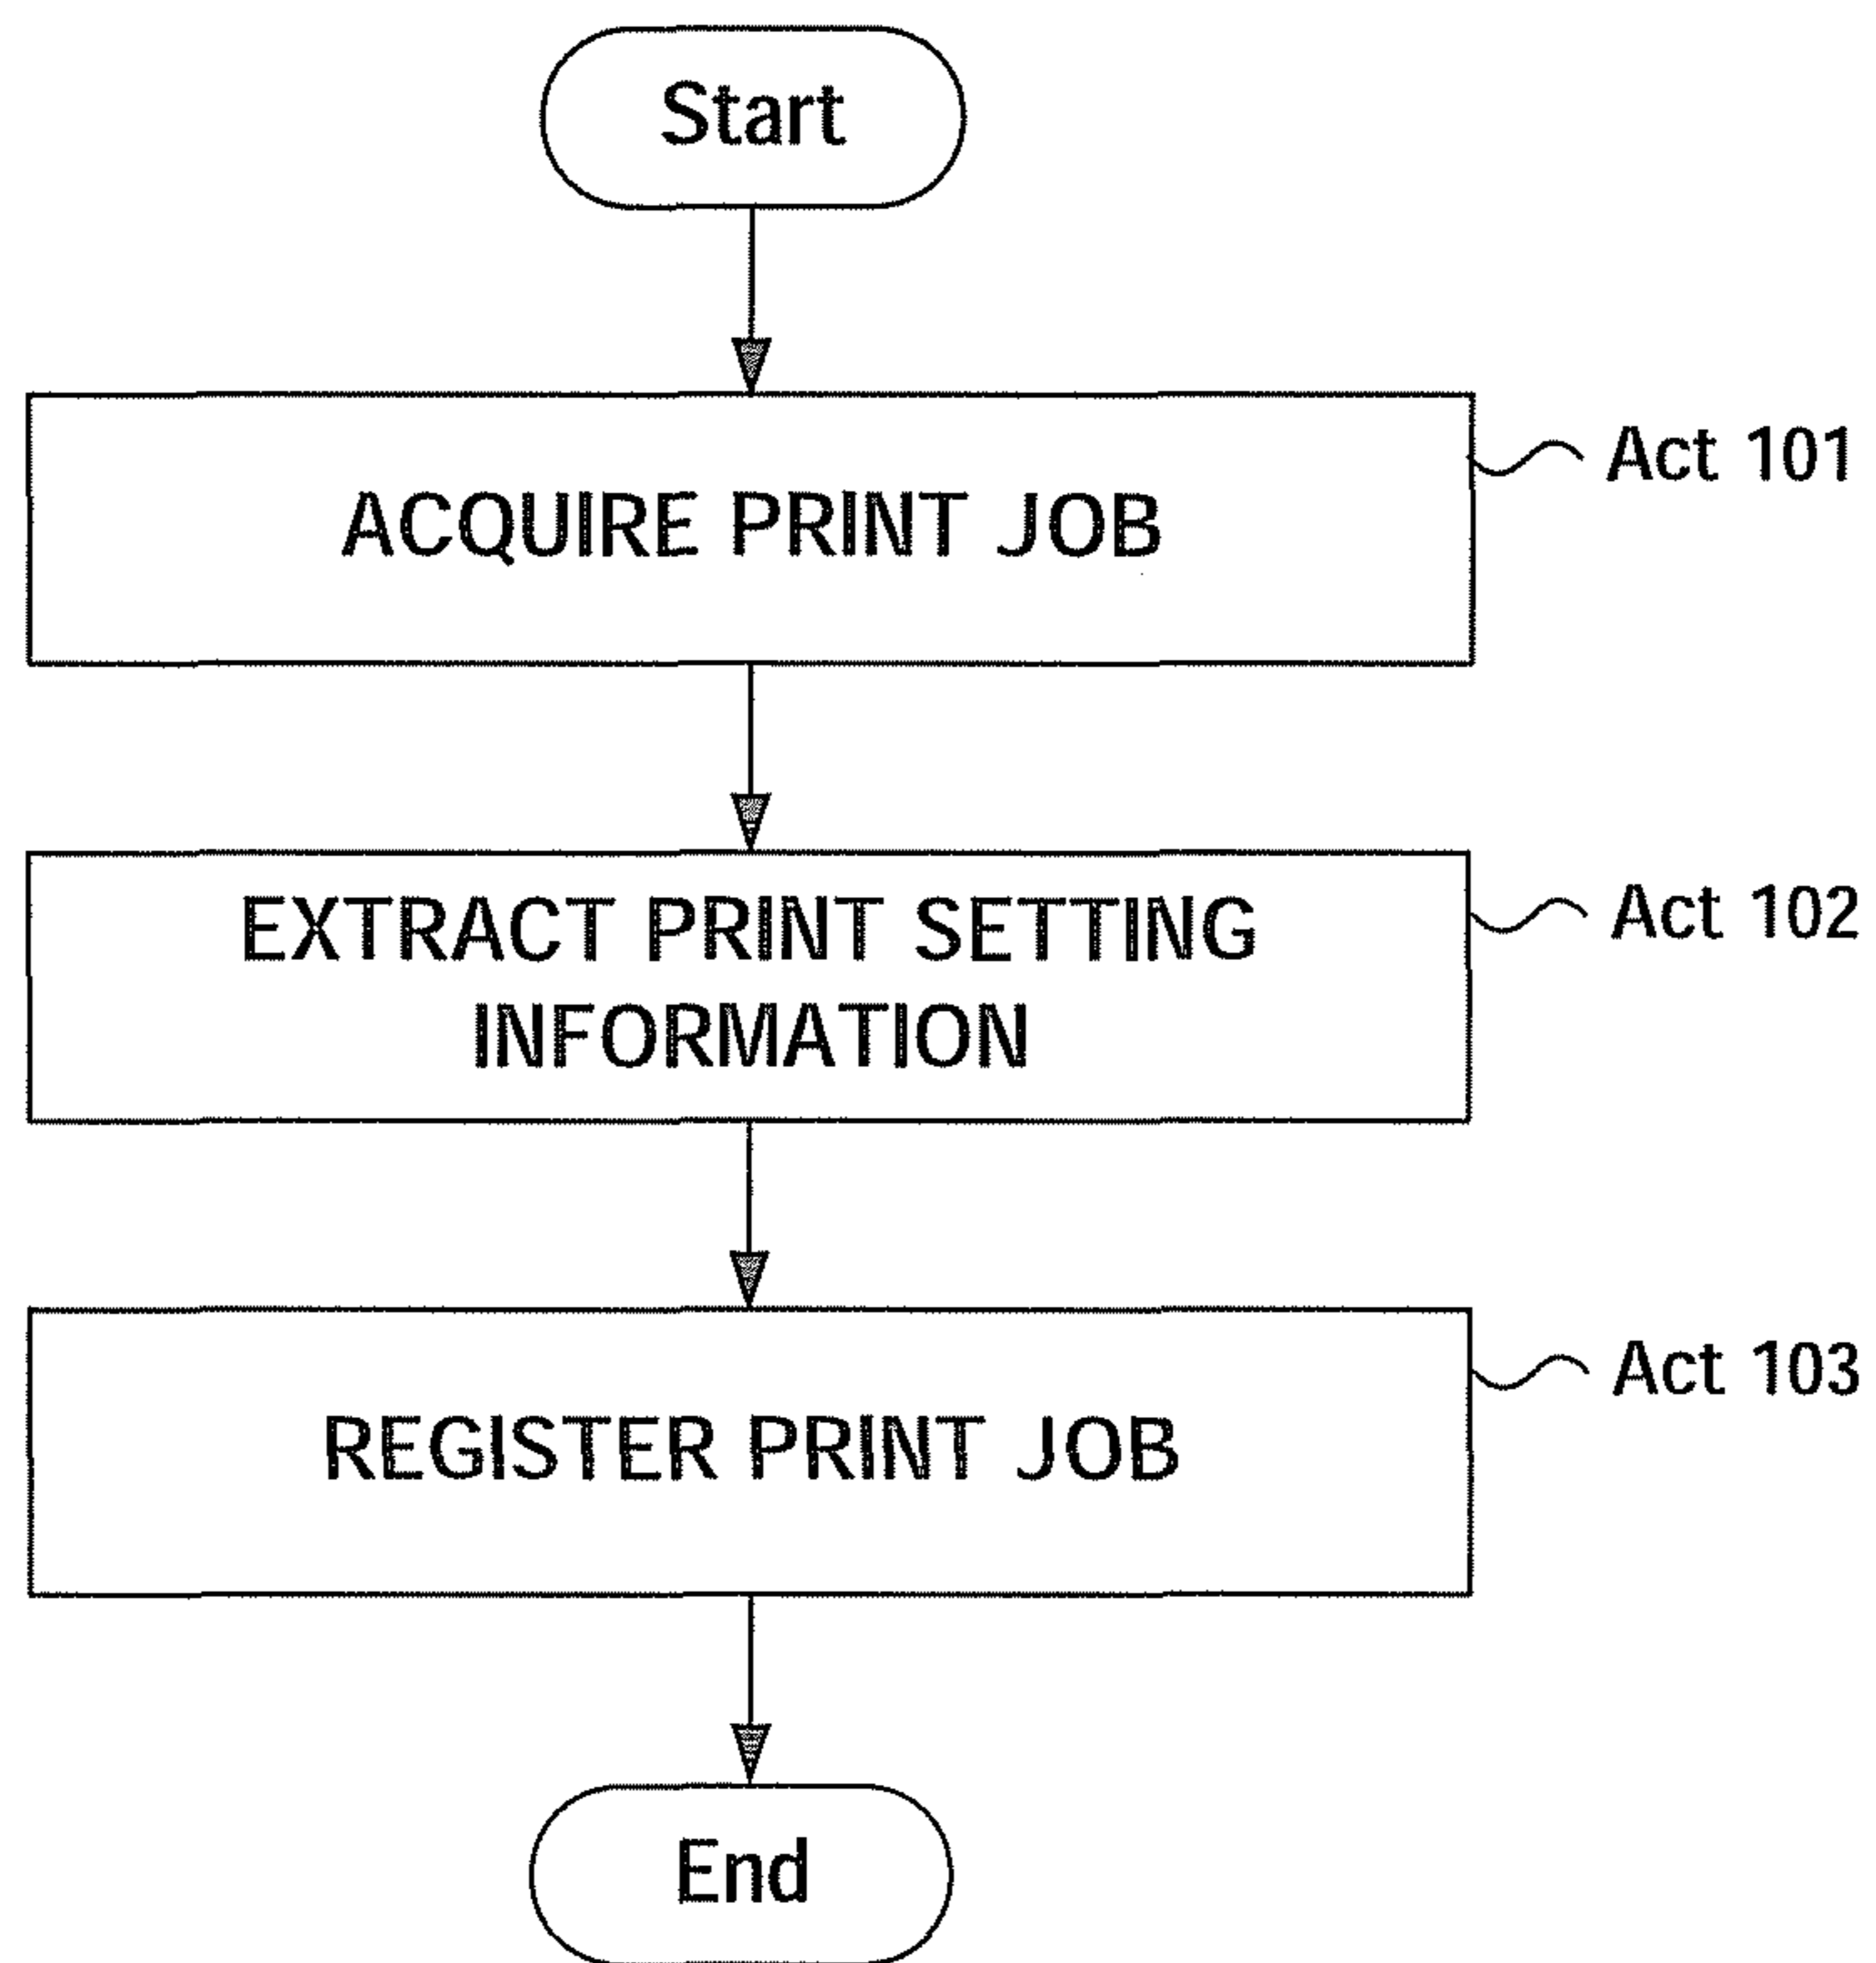 Start
ACQUIRE PRINT JOB
Act 101
EXTRACT PRINT SETTING
INFORMATION
Act 102
REGISTER PRINT JOB
Act 103
End